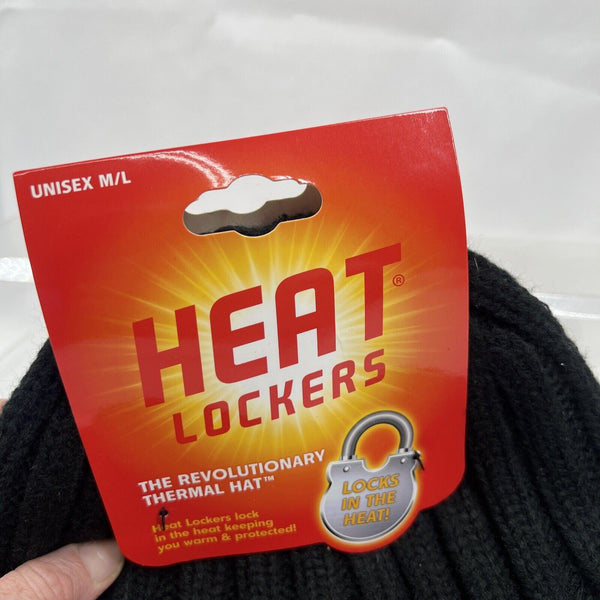 UNISEX M/L
HEAT®
LOCKERS
THE REVOLUTIONARY
THERMAL HAT™
LOCKS
IN THE
HEAT!
Heat Lockers lock
in the heat keeping
you warm & protected!